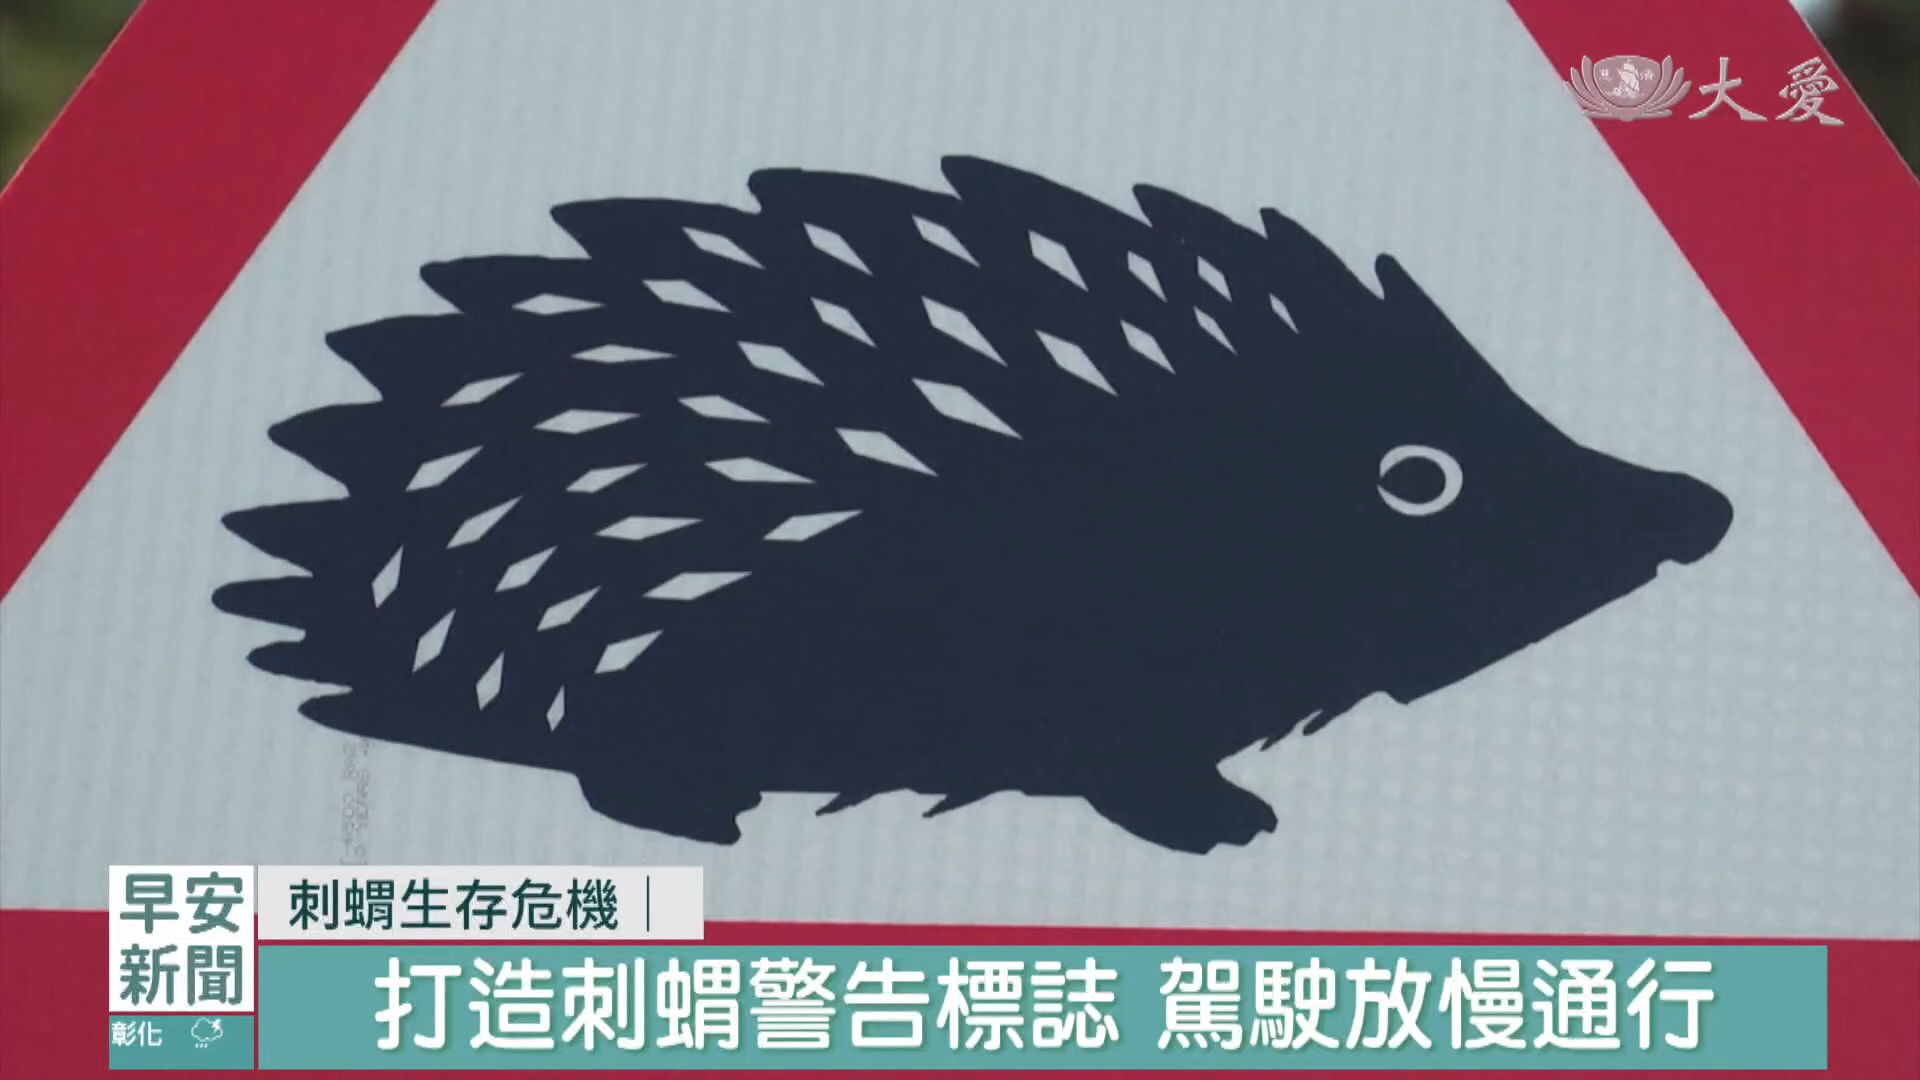 大愛
早安
新聞
刺蝟生存危機｜
打造刺蝟警告標誌 駕駛放慢通行
彰化